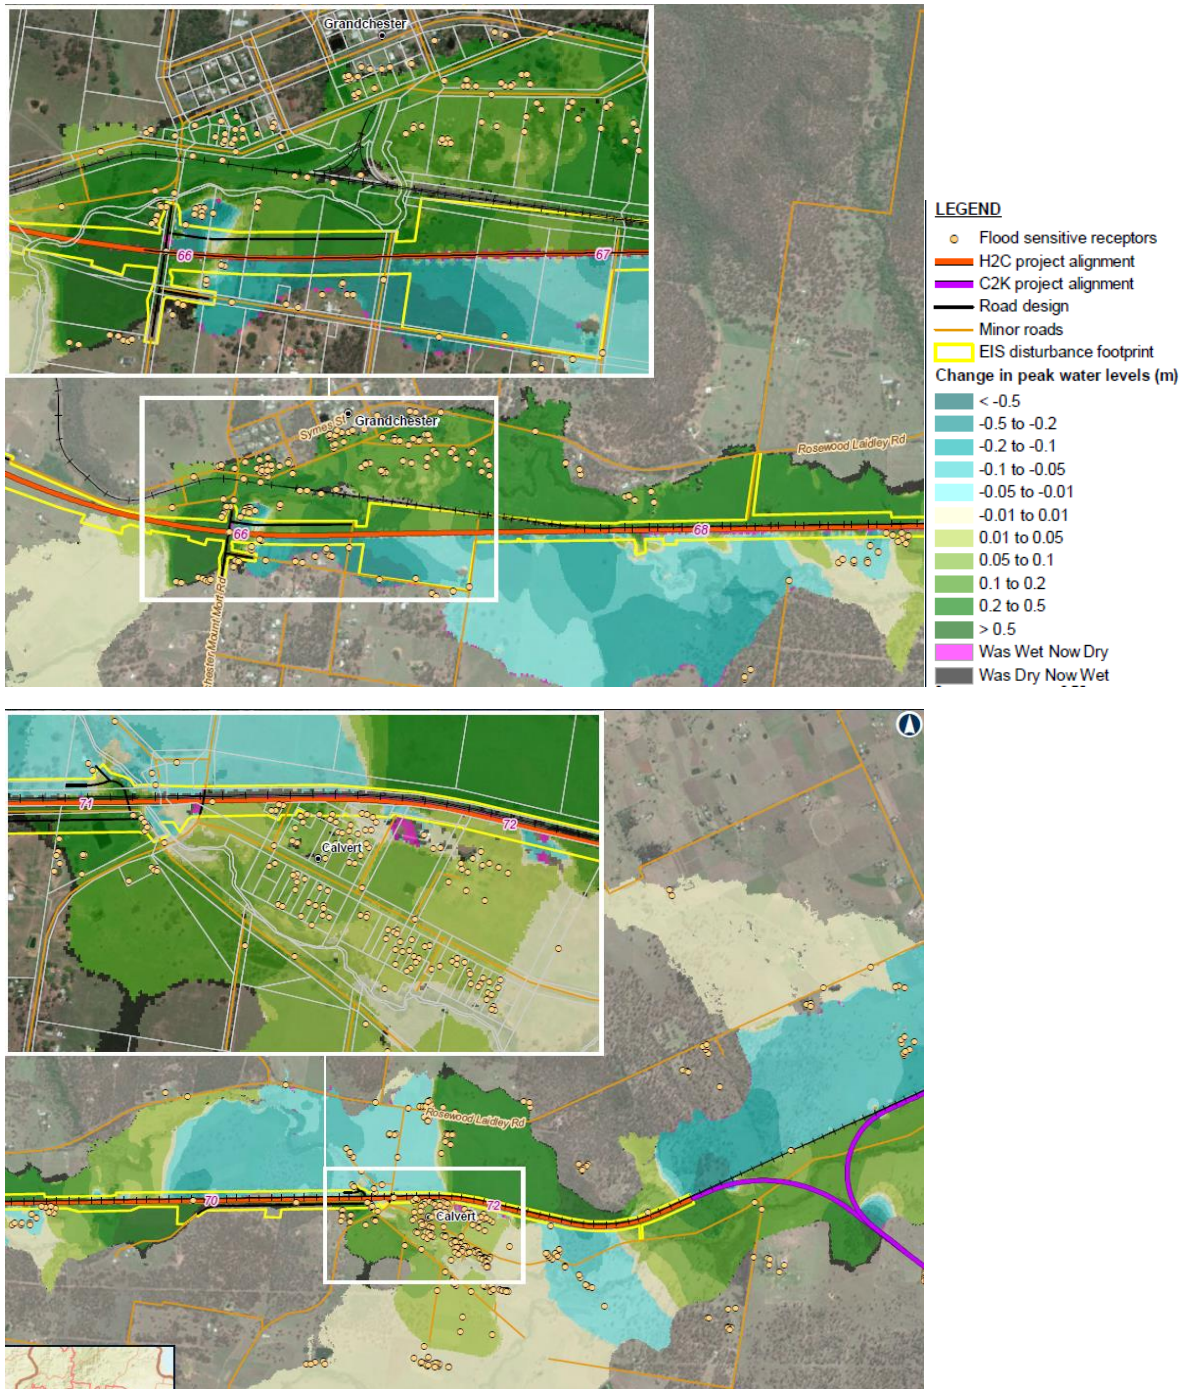 Grandchester
66
67
LEGEND
Flood sensitive receptors
H2C project alignment
C2K project alignment
Road design
Minor roads
EIS disturbance footprint
Change in peak water levels (m)
< -0.5
-0.5 to -0.2
-0.2 to -0.1
-0.1 to -0.05
-0.05 to -0.01
-0.01 to 0.01
0.01 to 0.05
0.05 to 0.1
0.1 to 0.2
0.2 to 0.5
> 0.5
Was Wet Now Dry
Was Dry Now Wet
Symes St
Grandchester
Rosewood Laidley Rd
66
68
chester Mount Mort Rd
71
72
Calvert
Rosewood Laidley Rd
70
72
Calvert